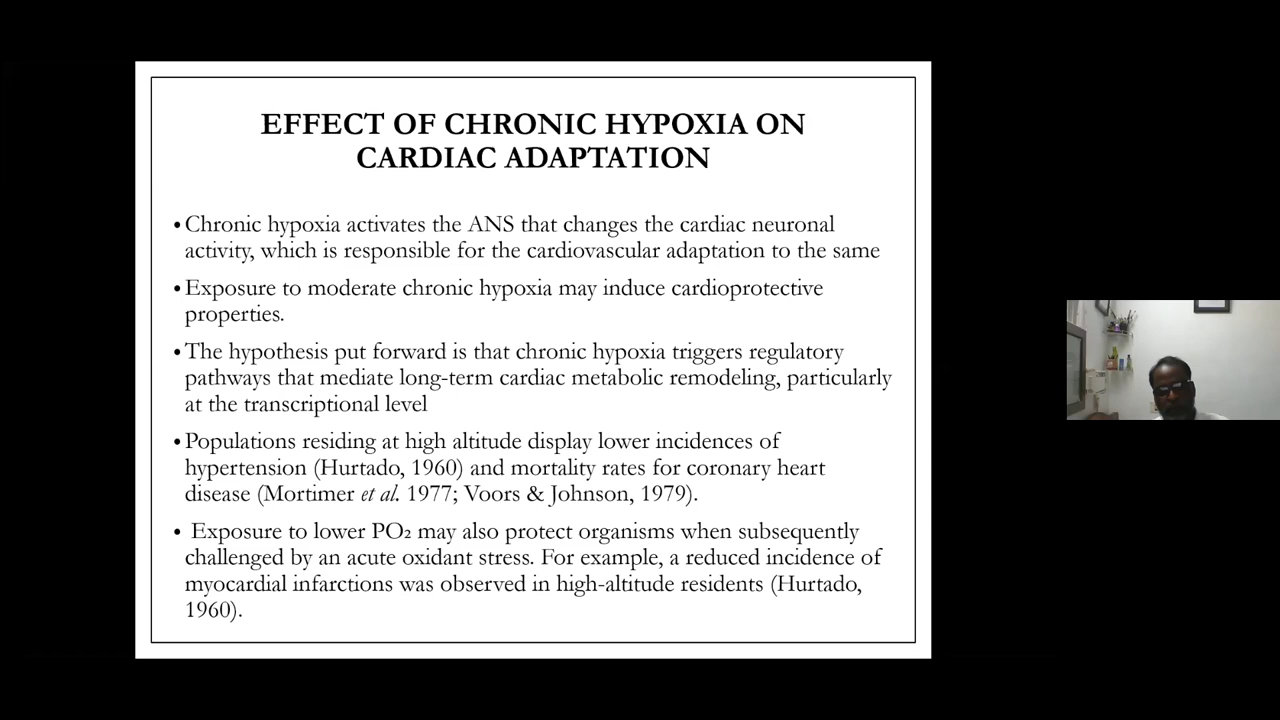 EFFECT OF CHRONIC HYPOXIA ON
CARDIAC ADAPTATION
• Chronic hypoxia activates the ANS that changes the cardiac neuronal
activity, which is responsible for the cardiovascular adaptation to the same
• Exposure to moderate chronic hypoxia may induce cardioprotective
properties.
• The hypothesis put forward is that chronic hypoxia triggers regulatory
pathways that mediate long-term cardiac metabolic remodeling, particularly
at the transcriptional level
• Populations residing at high altitude display lower incidences of
hypertension (Hurtado, 1960) and mortality rates for coronary heart
disease (Mortimer et al. 1977; Voors & Johnson, 1979).
• Exposure to lower PO₂ may also protect organisms when subsequently
challenged by an acute oxidant stress. For example, a reduced incidence of
myocardial infarctions was observed in high-altitude residents (Hurtado,
1960).